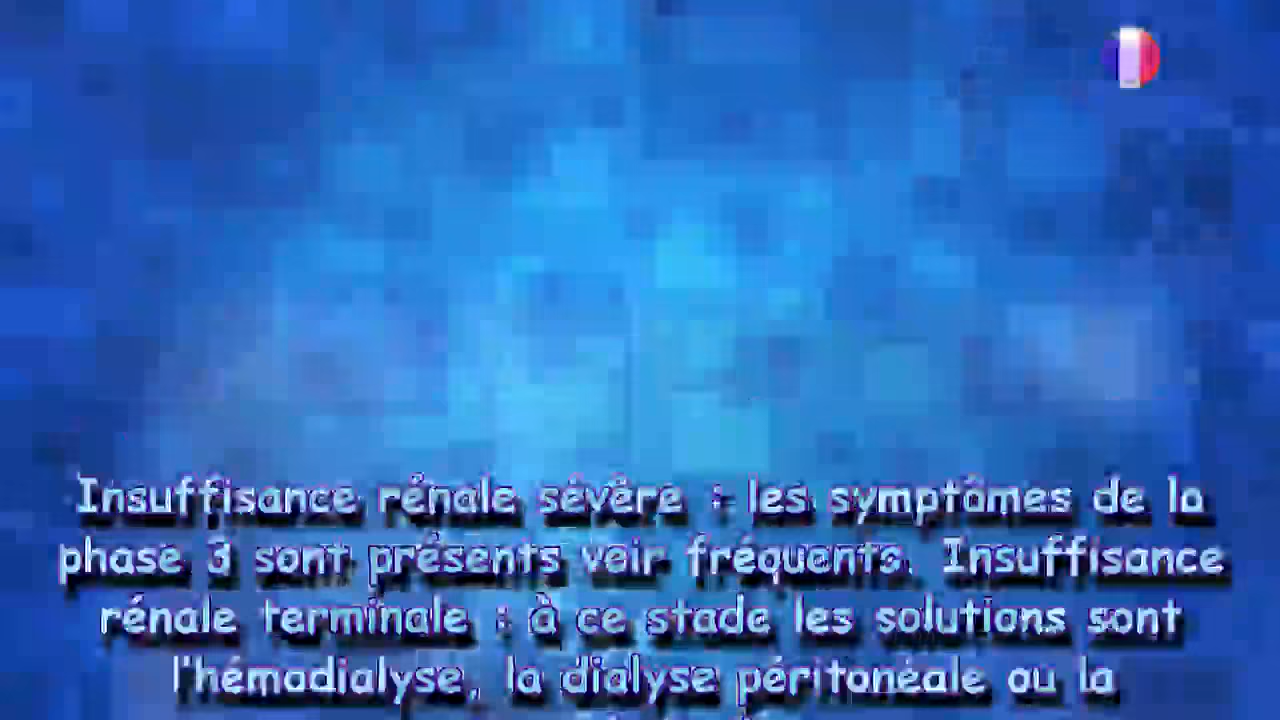 Insuffisance rénale sévère : les symptômes de la
phase 3 sont présents voir fréquents. Insuffisance
rénale terminale : à ce stade les solutions sont
l'hémodialyse, la dialyse péritonéale ou la